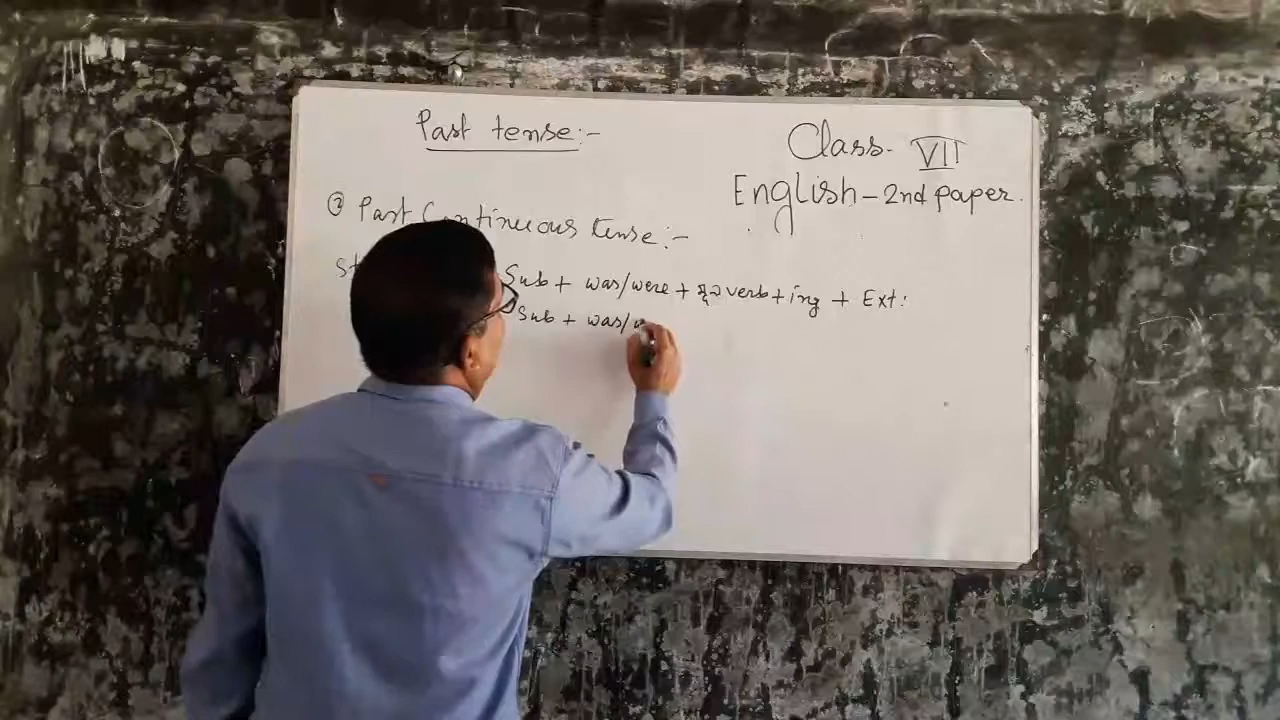 Past tense:-
Class- VII
English - 2nd paper.
② Past Continuous tense:-
Sub + was/were + মূল verb + ing + Ext:
Sub + was/